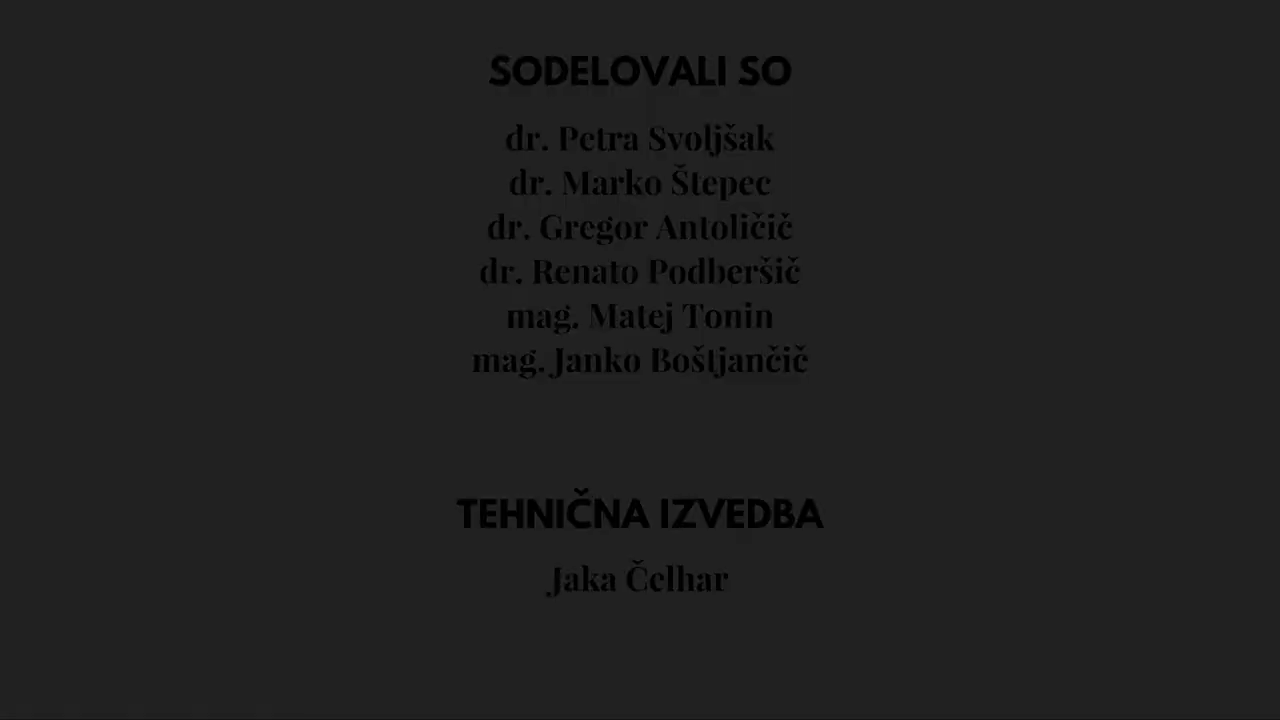 SODELOVALI SO
dr. Petra Svoljšak
dr. Marko Štepec
dr. Gregor Antoličič
dr. Renato Podberšič
mag. Matej Tonin
mag. Janko Boštjančič
TEHNIČNA IZVEDBA
Jaka Čelhar